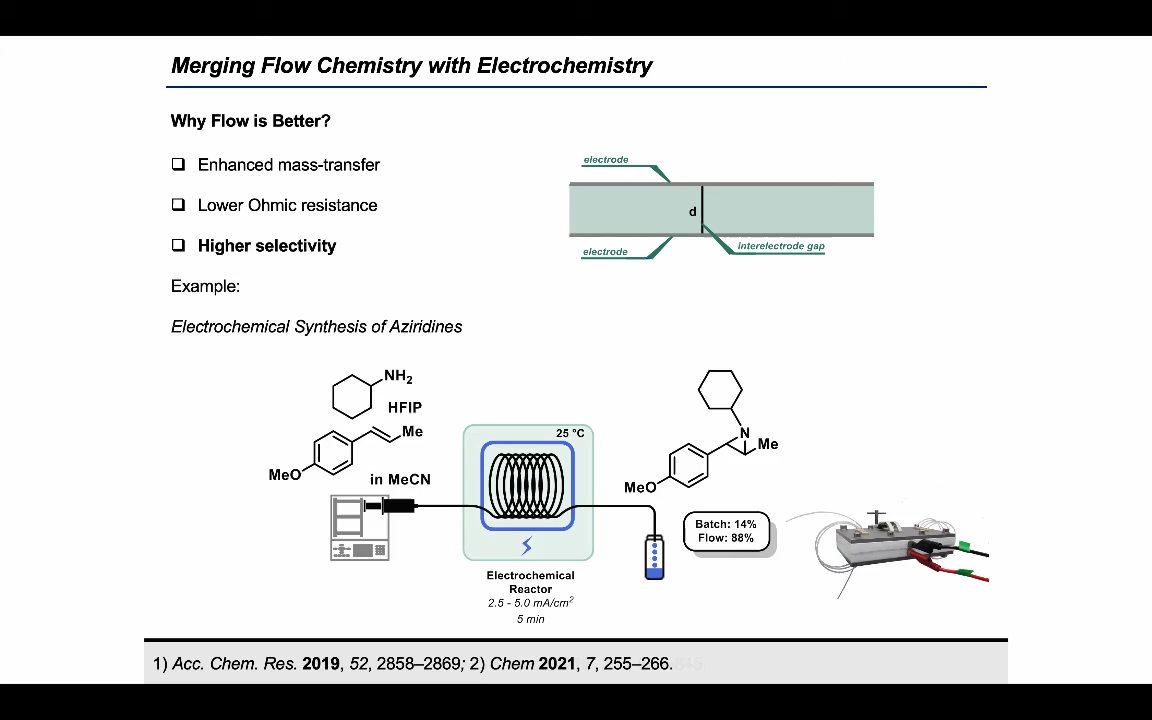 Merging Flow Chemistry with Electrochemistry
Why Flow is Better?
Enhanced mass-transfer
Lower Ohmic resistance
Higher selectivity
Example:
Electrochemical Synthesis of Aziridines
electrode
d
electrode
interelectrode gap
NH2
HFIP
Me
MeO
in MeCN
25 °C
Electrochemical
Reactor
2.5 - 5.0 mA/cm2
5 min
N
Me
MeO
Batch: 14%
Flow: 88%
1) Acc. Chem. Res. 2019, 52, 2858–2869; 2) Chem 2021, 7, 255–266.